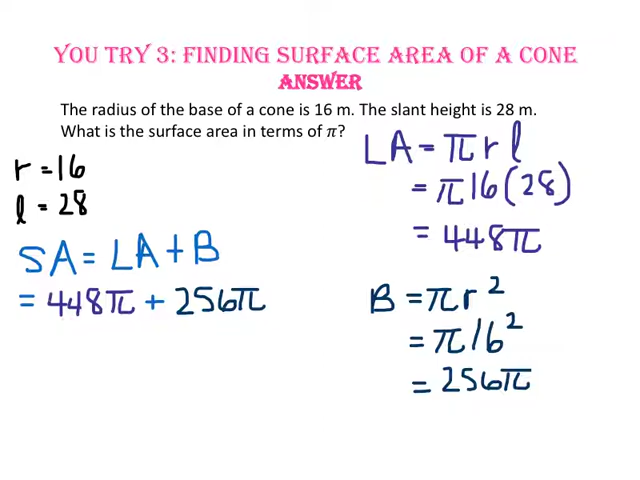 YOU TRY 3: FINDING SURFACE AREA OF A CONE
ANSWER
The radius of the base of a cone is 16 m. The slant height is 28 m.
What is the surface area in terms of π?
r = 16
l = 28
SA = LA + B
= 448π + 256π
LA = π r l
= π 16 (28)
= 448π
B = πr²
= π16²
= 256π